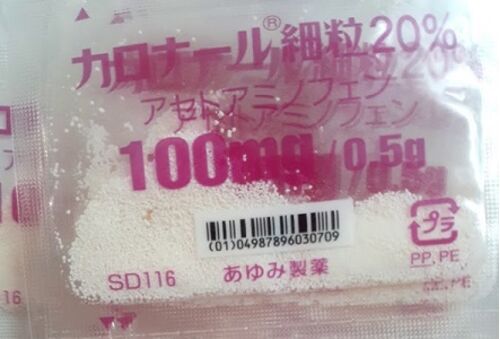 カロナール®細粒20%
アセトアミノフェン
100mg/0.5g
(01)04987896030709
プラ
PP, PE
SD116
あゆみ製薬